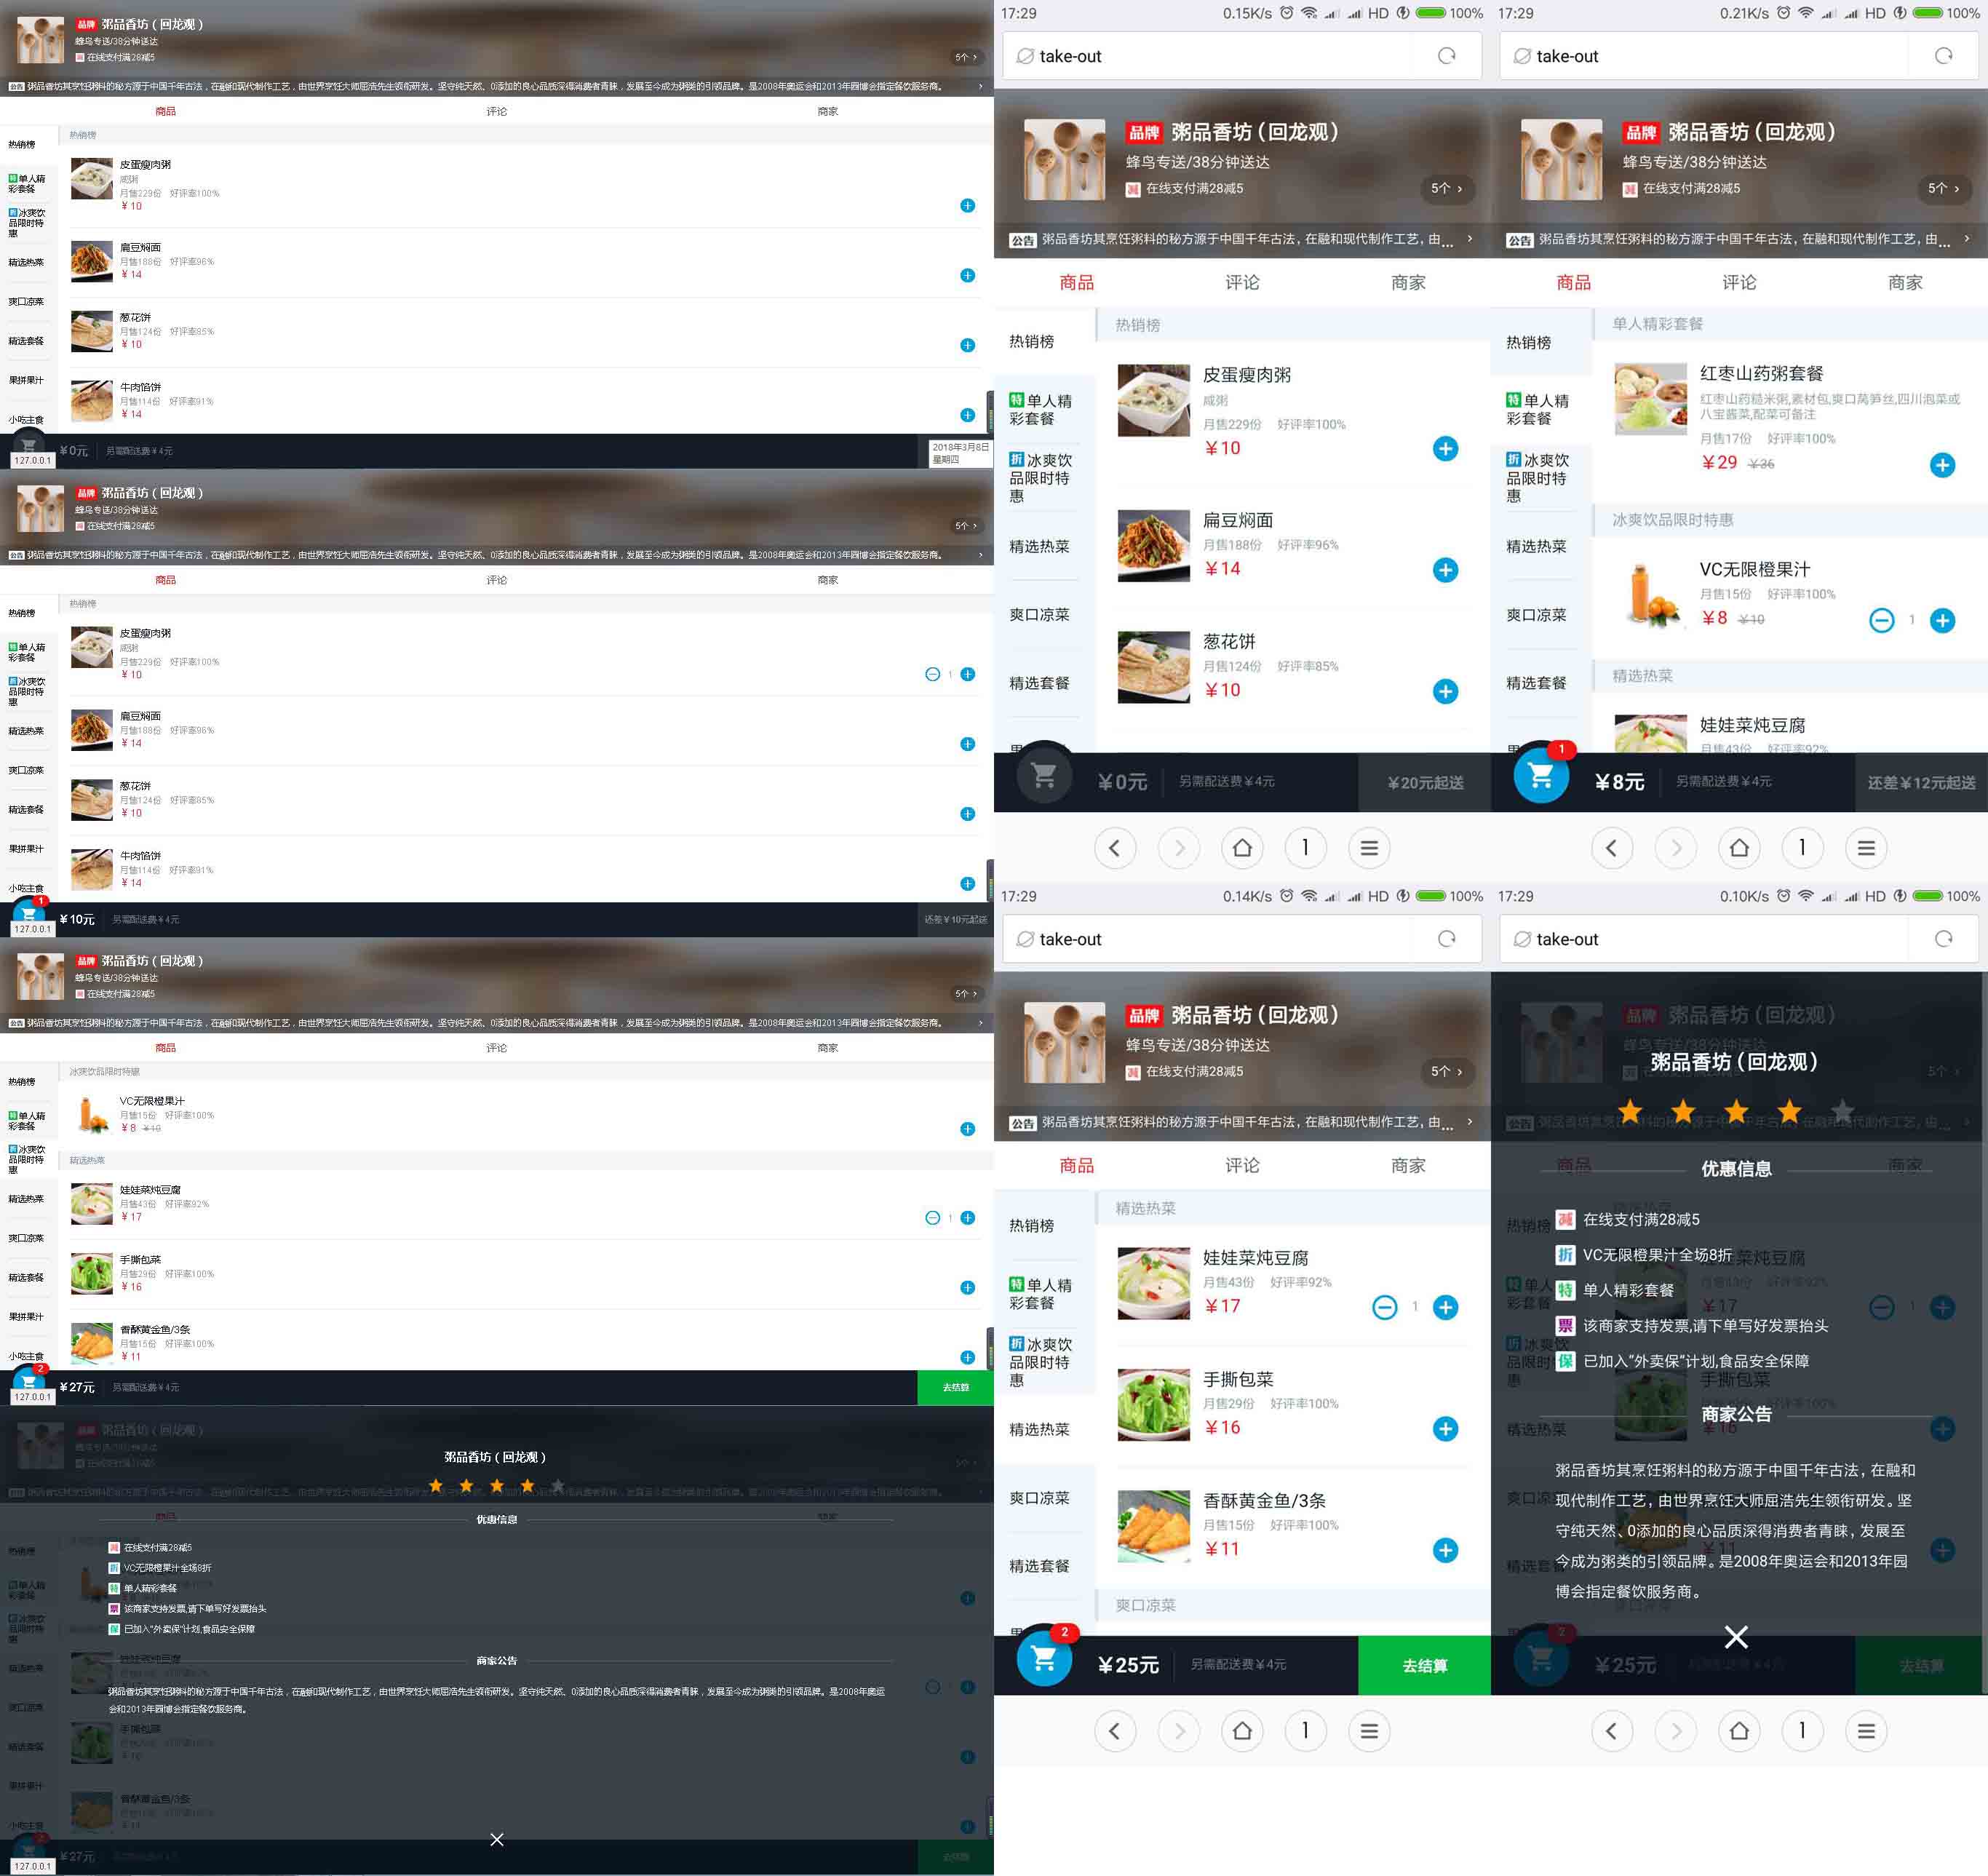 品牌 粥品香坊（回龙观）
蜂鸟专送/38分钟送达
减 在线支付满28减5
5个 >
公告 粥品香坊其烹饪粥料的秘方源于中国千年古法，在融和现代制作工艺，由世界烹饪大师屈浩先生领衔研发。坚守纯天然、0添加的良心品质深得消费者青睐，发展至今成为粥类的引领品牌。是2008年奥运会和2013年园博会指定餐饮服务商。 >
商品 评论 商家
热销榜
特 单人精彩套餐
折 冰爽饮品限时特惠
精选热菜
爽口凉菜
精选套餐
果拼果汁
小吃主食
热销榜
皮蛋瘦肉粥
咸粥
月售229份 好评率100%
￥10
扁豆焖面
月售188份 好评率96%
￥14
葱花饼
月售124份 好评率85%
￥10
牛肉馅饼
月售114份 好评率91%
￥14
￥0元 另需配送费￥4元
127.0.0.1
2018年3月8日
星期四
品牌 粥品香坊（回龙观）
蜂鸟专送/38分钟送达
减 在线支付满28减5
5个 >
公告 粥品香坊其烹饪粥料的秘方源于中国千年古法，在融和现代制作工艺，由世界烹饪大师屈浩先生领衔研发。坚守纯天然、0添加的良心品质深得消费者青睐，发展至今成为粥类的引领品牌。是2008年奥运会和2013年园博会指定餐饮服务商。 >
商品 评论 商家
热销榜
特 单人精彩套餐
折 冰爽饮品限时特惠
精选热菜
爽口凉菜
精选套餐
果拼果汁
小吃主食
热销榜
皮蛋瘦肉粥
咸粥
月售229份 好评率100%
￥10
1
扁豆焖面
月售188份 好评率96%
￥14
葱花饼
月售124份 好评率85%
￥10
牛肉馅饼
月售114份 好评率91%
￥14
1
￥10元 另需配送费￥4元 还差￥10元起送
127.0.0.1
品牌 粥品香坊（回龙观）
蜂鸟专送/38分钟送达
减 在线支付满28减5
5个 >
公告 粥品香坊其烹饪粥料的秘方源于中国千年古法，在融和现代制作工艺，由世界烹饪大师屈浩先生领衔研发。坚守纯天然、0添加的良心品质深得消费者青睐，发展至今成为粥类的引领品牌。是2008年奥运会和2013年园博会指定餐饮服务商。 >
商品 评论 商家
热销榜
特 单人精彩套餐
折 冰爽饮品限时特惠
精选热菜
爽口凉菜
精选套餐
果拼果汁
小吃主食
冰爽饮品限时特惠
VC无限橙果汁
月售15份 好评率100%
￥8 ￥10
精选热菜
娃娃菜炖豆腐
月售43份 好评率92%
￥17
1
手撕包菜
月售29份 好评率100%
￥16
香酥黄金鱼/3条
月售15份 好评率100%
￥11
2
￥27元 另需配送费￥4元 去结算
127.0.0.1
粥品香坊（回龙观）
优惠信息
减 在线支付满28减5
折 VC无限橙果汁全场8折
特 单人精彩套餐
票 该商家支持发票,请下单写好发票抬头
保 已加入“外卖保”计划,食品安全保障
商家公告
粥品香坊其烹饪粥料的秘方源于中国千年古法，在融和现代制作工艺，由世界烹饪大师屈浩先生领衔研发。坚守纯天然、0添加的良心品质深得消费者青睐，发展至今成为粥类的引领品牌。是2008年奥运
会和2013年园博会指定餐饮服务商。
￥27元 去结算
127.0.0.1
17:29 0.15K/s HD 100%
take-out
品牌 粥品香坊（回龙观）
蜂鸟专送/38分钟送达
减 在线支付满28减5
5个 >
公告 粥品香坊其烹饪粥料的秘方源于中国千年古法，在融和现代制作工艺，由... >
商品 评论 商家
热销榜
特 单人精
彩套餐
折 冰爽饮
品限时特
惠
精选热菜
爽口凉菜
精选套餐
热销榜
皮蛋瘦肉粥
咸粥
月售229份 好评率100%
￥10
扁豆焖面
月售188份 好评率96%
￥14
葱花饼
月售124份 好评率85%
￥10
￥0元 另需配送费￥4元 ￥20元起送
1
17:29 0.21K/s HD 100%
take-out
品牌 粥品香坊（回龙观）
蜂鸟专送/38分钟送达
减 在线支付满28减5
5个 >
公告 粥品香坊其烹饪粥料的秘方源于中国千年古法，在融和现代制作工艺，由... >
商品 评论 商家
热销榜
特 单人精
彩套餐
折 冰爽饮
品限时特
惠
精选热菜
爽口凉菜
精选套餐
单人精彩套餐
红枣山药粥套餐
红枣山药糙米粥,素材包,爽口莴笋丝,四川泡菜或
八宝酱菜,配菜可备注
月售17份 好评率100%
￥29 ￥36
冰爽饮品限时特惠
VC无限橙果汁
月售15份 好评率100%
￥8 ￥10
1
精选热菜
娃娃菜炖豆腐
月售43份 好评率92%
1
￥8元 另需配送费￥4元 还差￥12元起送
1
17:29 0.14K/s HD 100%
take-out
品牌 粥品香坊（回龙观）
蜂鸟专送/38分钟送达
减 在线支付满28减5
5个 >
公告 粥品香坊其烹饪粥料的秘方源于中国千年古法，在融和现代制作工艺，由... >
商品 评论 商家
热销榜
特 单人精
彩套餐
折 冰爽饮
品限时特
惠
精选热菜
爽口凉菜
精选套餐
精选热菜
娃娃菜炖豆腐
月售43份 好评率92%
￥17
1
手撕包菜
月售29份 好评率100%
￥16
香酥黄金鱼/3条
月售15份 好评率100%
￥11
爽口凉菜
2
￥25元 另需配送费￥4元 去结算
1
17:29 0.10K/s HD 100%
take-out
粥品香坊（回龙观）
优惠信息
减 在线支付满28减5
折 VC无限橙果汁全场8折
特 单人精彩套餐
票 该商家支持发票,请下单写好发票抬头
保 已加入“外卖保”计划,食品安全保障
商家公告
粥品香坊其烹饪粥料的秘方源于中国千年古法，在融和
现代制作工艺，由世界烹饪大师屈浩先生领衔研发。坚
守纯天然、0添加的良心品质深得消费者青睐，发展至
今成为粥类的引领品牌。是2008年奥运会和2013年园
博会指定餐饮服务商。
￥25元 去结算
1